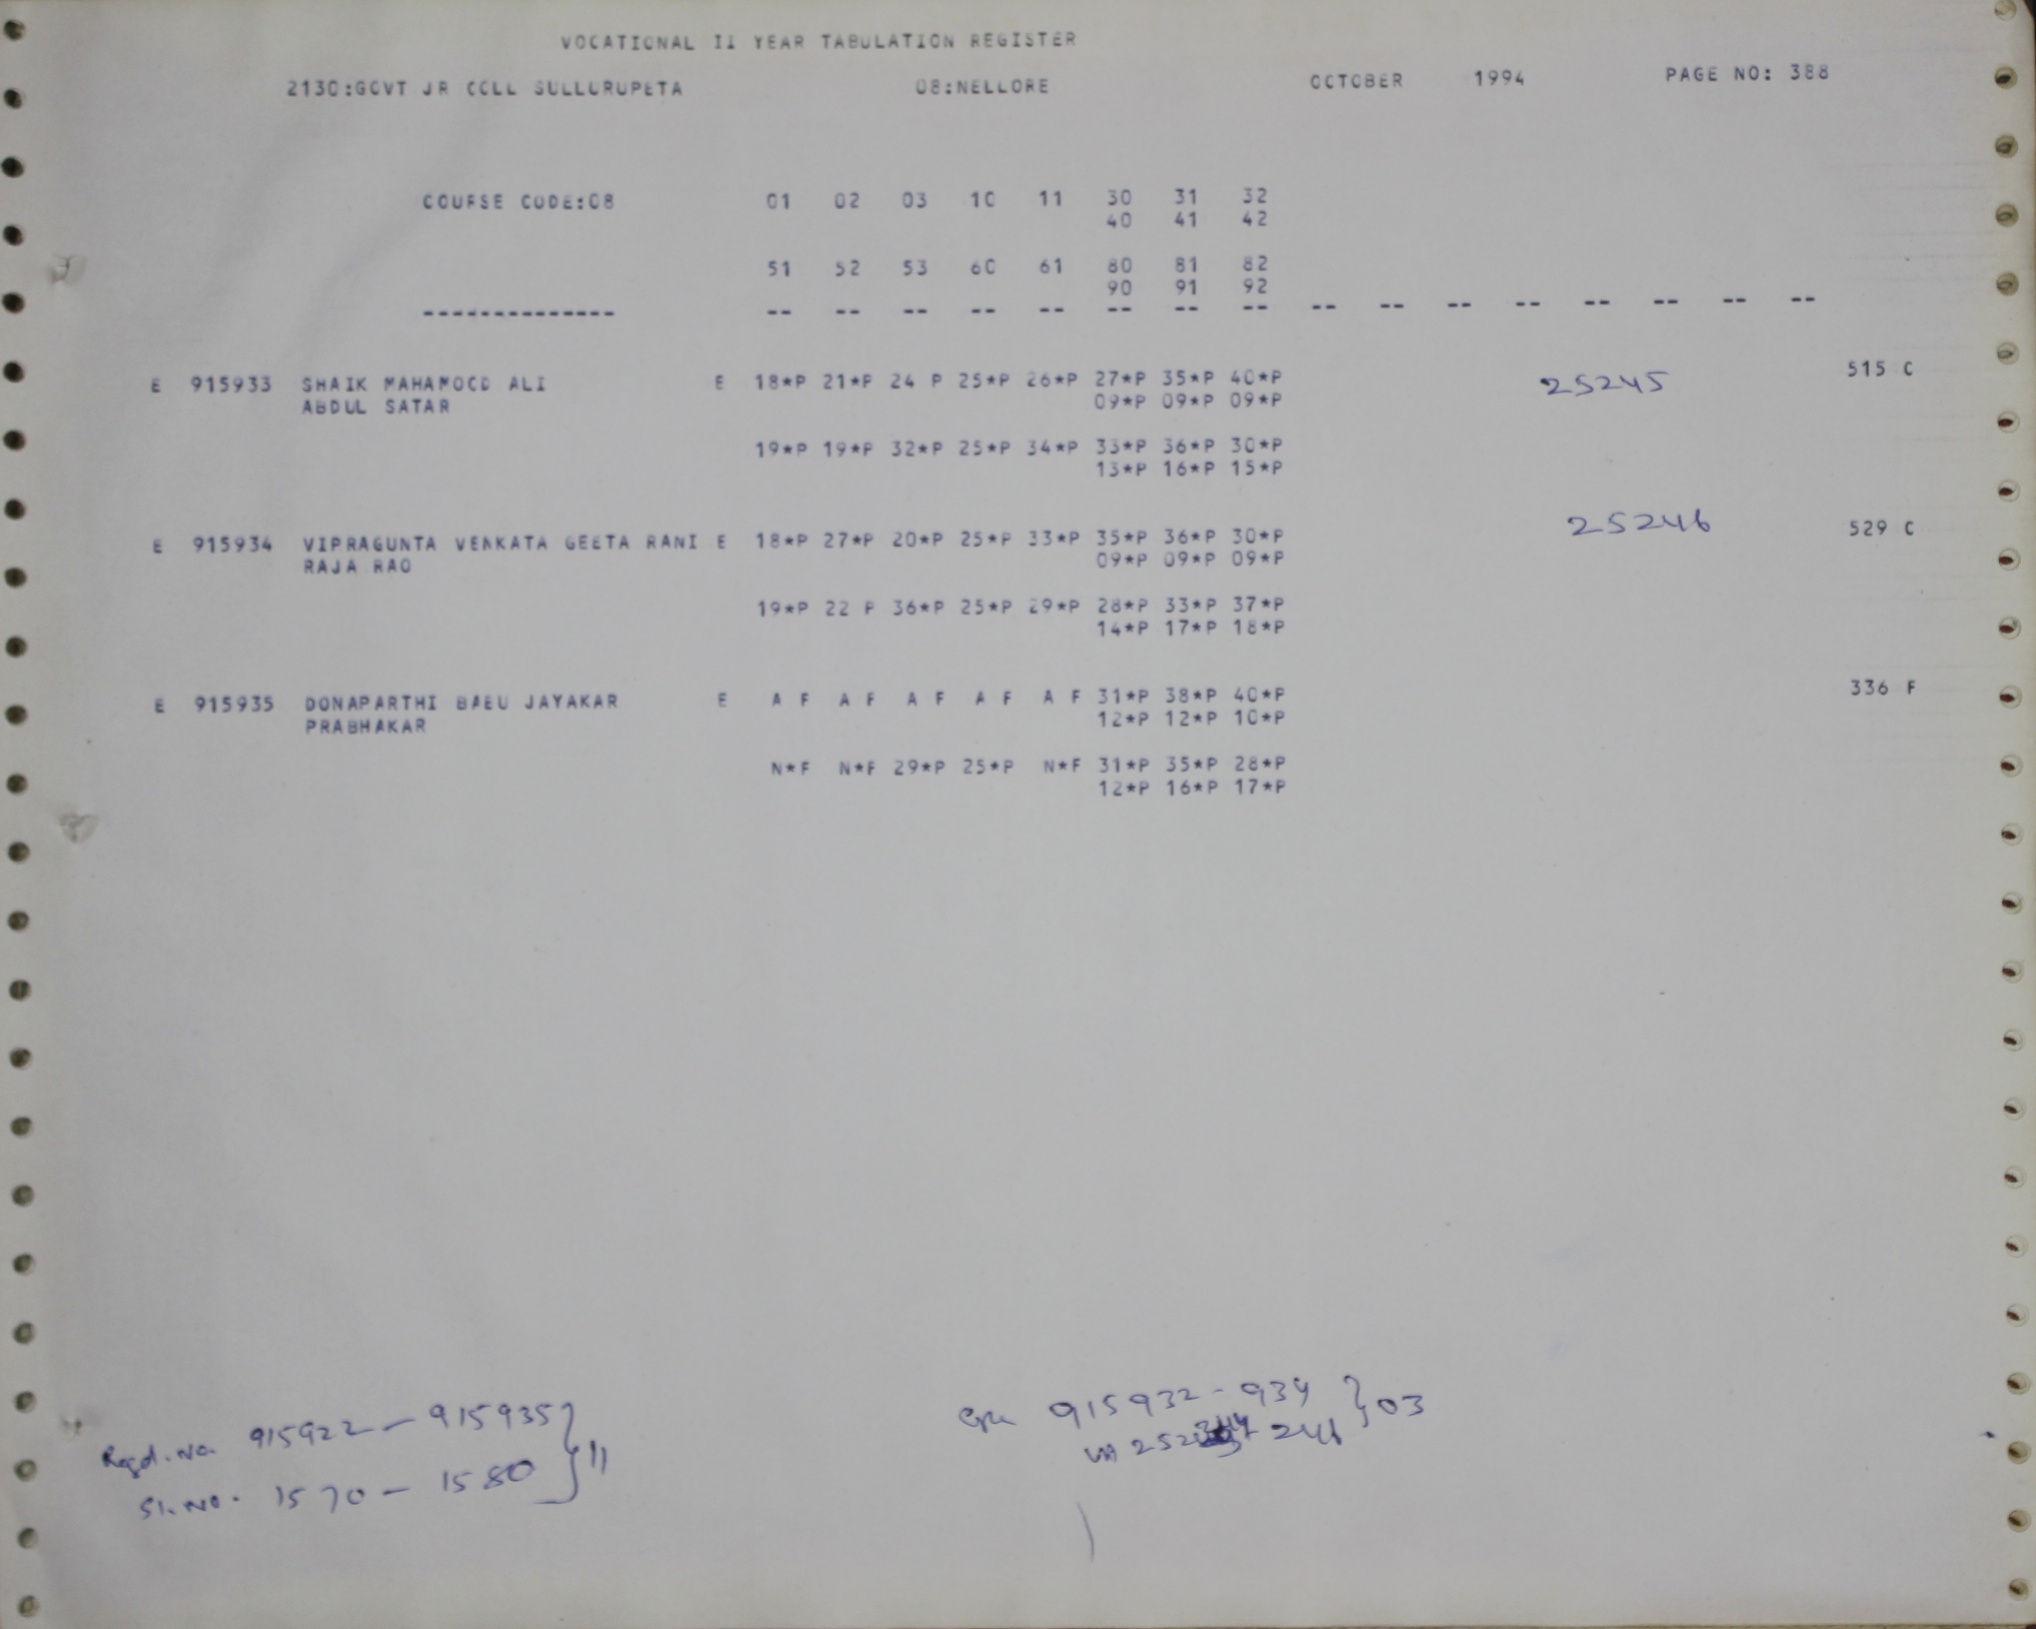 VOCATIONAL II YEAR TABULATION REGISTER
2130:GOVT JR COLL SULLURUPETA 08:NELLORE OCTOBER 1994 PAGE NO: 388
COURSE CODE:08 01 02 03 10 11 30 31 32
40 41 42
51 52 53 60 61 80 81 82
90 91 92
-------------- -- -- -- -- -- -- -- -- -- -- -- -- -- -- -- --
E 915933 SHAIK MAHAMOOD ALI E 18*P 21*P 24 P 25*P 26*P 27*P 35*P 40*P 25245 515 C
ABDUL SATAR 09*P 09*P 09*P
19*P 19*P 32*P 25*P 34*P 33*P 36*P 30*P
13*P 16*P 15*P
E 915934 VIPRAGUNTA VENKATA GEETA RANI E 18*P 27*P 20*P 25*P 33*P 35*P 36*P 30*P 25246 529 C
RAJA RAO 09*P 09*P 09*P
19*P 22 P 36*P 25*P 29*P 28*P 33*P 37*P
14*P 17*P 18*P
E 915935 DONAPARTHI BABU JAYAKAR E A F A F A F A F A F 31*P 38*P 40*P 336 F
PRABHAKAR 12*P 12*P 10*P
N*F N*F 29*P 25*P N*F 31*P 35*P 28*P
12*P 16*P 17*P
Regd. No. 915922 - 915935 } 11
Sl. No. 1570 - 1580
915932 - 934 } 03
246